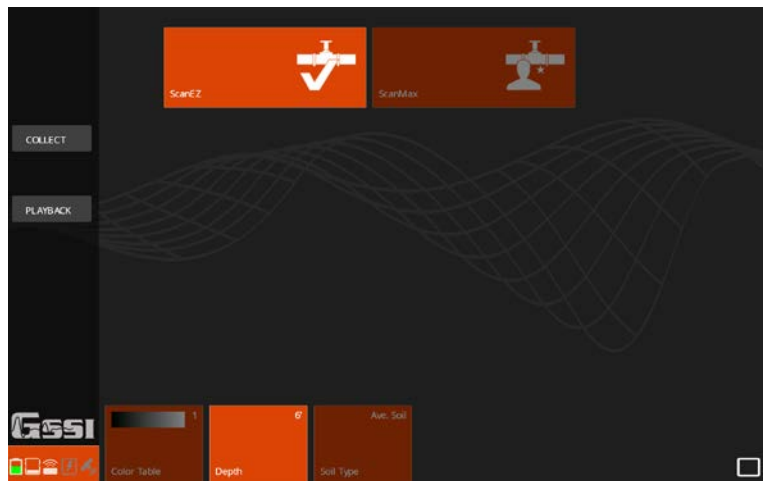 ScanEZ
ScanMax
COLLECT
PLAYBACK
GSSI
1
6'
Ave. Soil
Color Table
Depth
Soil Type